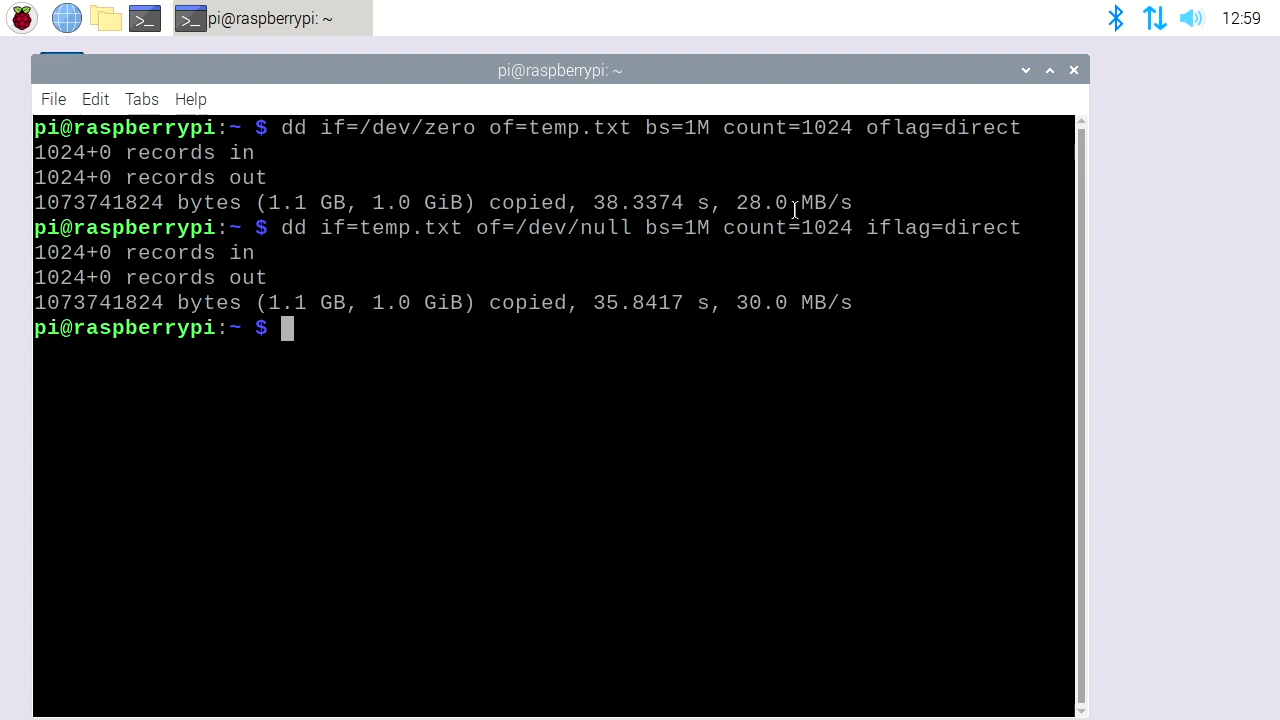 pi@raspberrypi: ~
12:59
pi@raspberrypi: ~
File Edit Tabs Help
pi@raspberrypi:~ $ dd if=/dev/zero of=temp.txt bs=1M count=1024 oflag=direct
1024+0 records in
1024+0 records out
1073741824 bytes (1.1 GB, 1.0 GiB) copied, 38.3374 s, 28.0 MB/s
pi@raspberrypi:~ $ dd if=temp.txt of=/dev/null bs=1M count=1024 iflag=direct
1024+0 records in
1024+0 records out
1073741824 bytes (1.1 GB, 1.0 GiB) copied, 35.8417 s, 30.0 MB/s
pi@raspberrypi:~ $